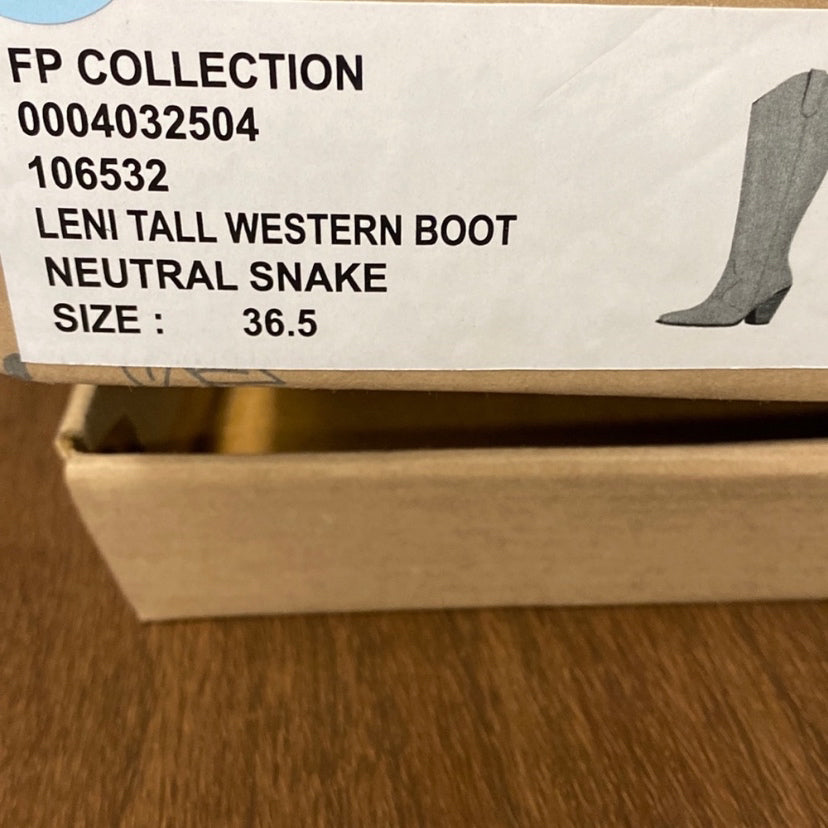 FP COLLECTION
0004032504
106532
LENI TALL WESTERN BOOT
NEUTRAL SNAKE
SIZE : 36.5